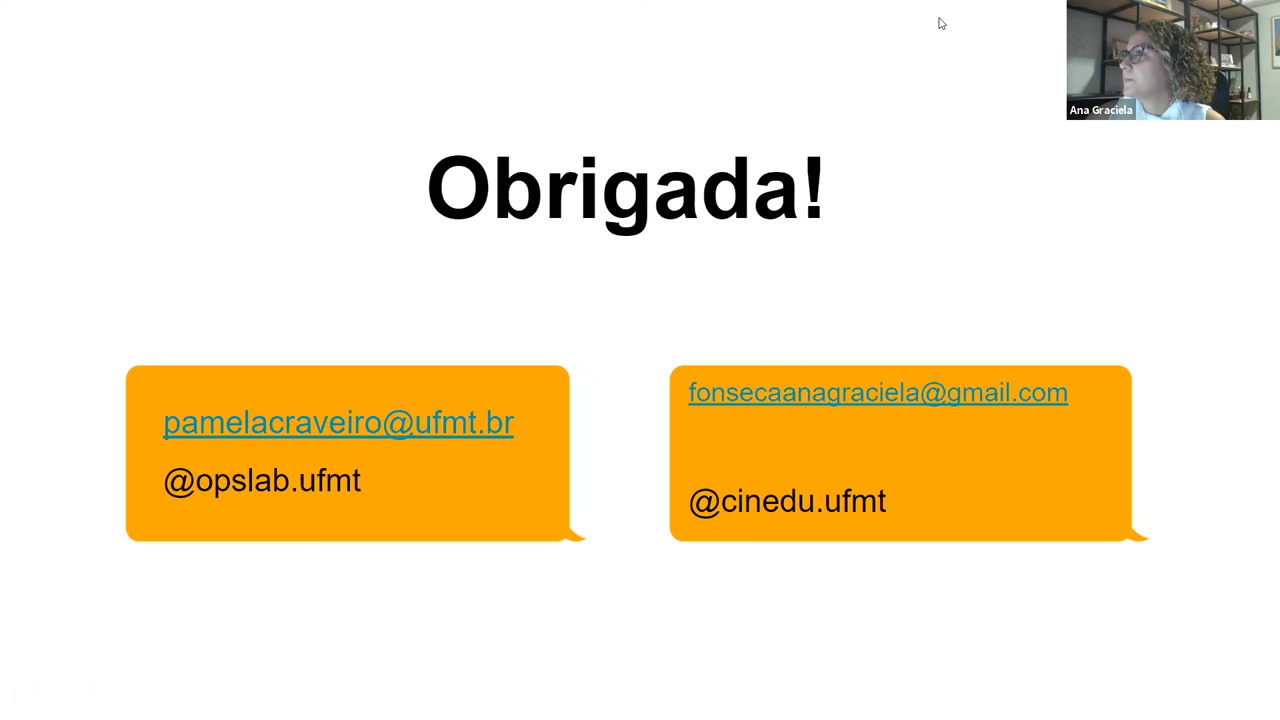 Ana Graciela
Obrigada!
pamelacraveiro@ufmt.br
@opslab.ufmt
fonsecaanagraciela@gmail.com
@cinedu.ufmt